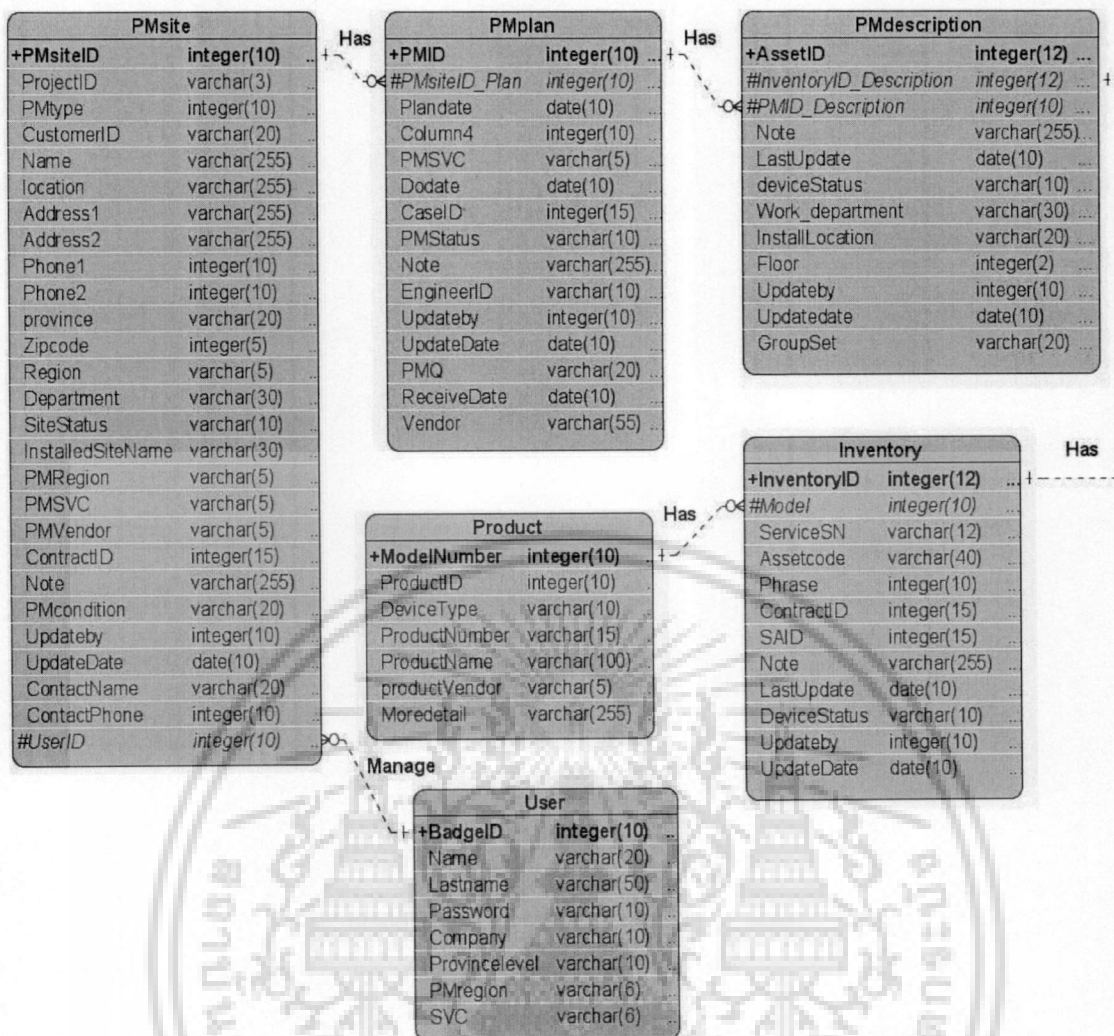 PMsite
+PMsiteID integer(10) ...
ProjectID varchar(3) ...
PMtype integer(10) ...
CustomerID varchar(20) ...
Name varchar(255) ...
location varchar(255) ...
Address1 varchar(255) ...
Address2 varchar(255) ...
Phone1 integer(10) ...
Phone2 integer(10) ...
province varchar(20) ...
Zipcode integer(5) ...
Region varchar(5) ...
Department varchar(30) ...
SiteStatus varchar(10) ...
InstalledSiteName varchar(30) ...
PMRegion varchar(5) ...
PMSVC varchar(5) ...
PMVendor varchar(5) ...
ContractID integer(15) ...
Note varchar(255) ...
PMcondition varchar(20) ...
Updateby integer(10) ...
UpdateDate date(10) ...
ContactName varchar(20) ...
ContactPhone integer(10) ...
#UserID integer(10) ...
Has
PMplan
+PMID integer(10) ...
#PMsiteID_Plan integer(10) ...
Plandate date(10) ...
Column4 integer(10) ...
PMSVC varchar(5) ...
Dodate date(10) ...
CaseID integer(15) ...
PMStatus varchar(10) ...
Note varchar(255)...
EngineerID varchar(10) ...
Updateby integer(10) ...
UpdateDate date(10) ...
PMQ varchar(20) ...
ReceiveDate date(10) ...
Vendor varchar(55) ...
Has
PMdescription
+AssetID integer(12) ...
#InventoryID_Description integer(12) ...
#PMID_Description integer(10) ...
Note varchar(255)...
LastUpdate date(10) ...
deviceStatus varchar(10) ...
Work_department varchar(30) ...
InstallLocation varchar(20) ...
Floor integer(2) ...
Updateby integer(10) ...
Updatedate date(10) ...
GroupSet varchar(20) ...
Product
+ModelNumber integer(10) ...
ProductID integer(10) ...
DeviceType varchar(10) ...
ProductNumber varchar(15) ...
ProductName varchar(100) ...
productVendor varchar(5) ...
Moredetail varchar(255) ...
Has
Inventory
+InventoryID integer(12) ...
#Model integer(10) ...
ServiceSN varchar(12) ...
Assetcode varchar(40) ...
Phrase integer(10) ...
ContractID integer(15) ...
SAID integer(15) ...
Note varchar(255) ...
LastUpdate date(10) ...
DeviceStatus varchar(10) ...
Updateby integer(10) ...
UpdateDate date(10) ...
Has
Manage
User
+BadgeID integer(10) ...
Name varchar(20) ...
Lastname varchar(50) ...
Password varchar(10) ...
Company varchar(10) ...
Provincelevel varchar(10) ...
PMregion varchar(6) ...
SVC varchar(6) ...